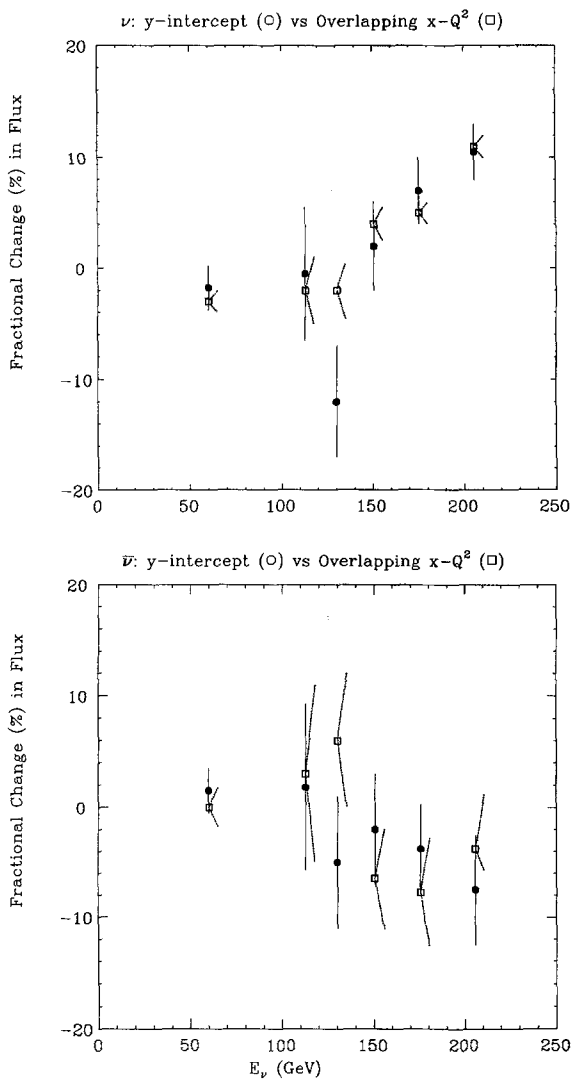 ν: y-intercept (○) vs Overlapping x-Q² (□)
20
10
0
-10
-20
Fractional Change (%) in Flux
0 50 100 150 200 250
ν̅: y-intercept (○) vs Overlapping x-Q² (□)
20
10
0
-10
-20
Fractional Change (%) in Flux
0 50 100 150 200 250
E_ν (GeV)